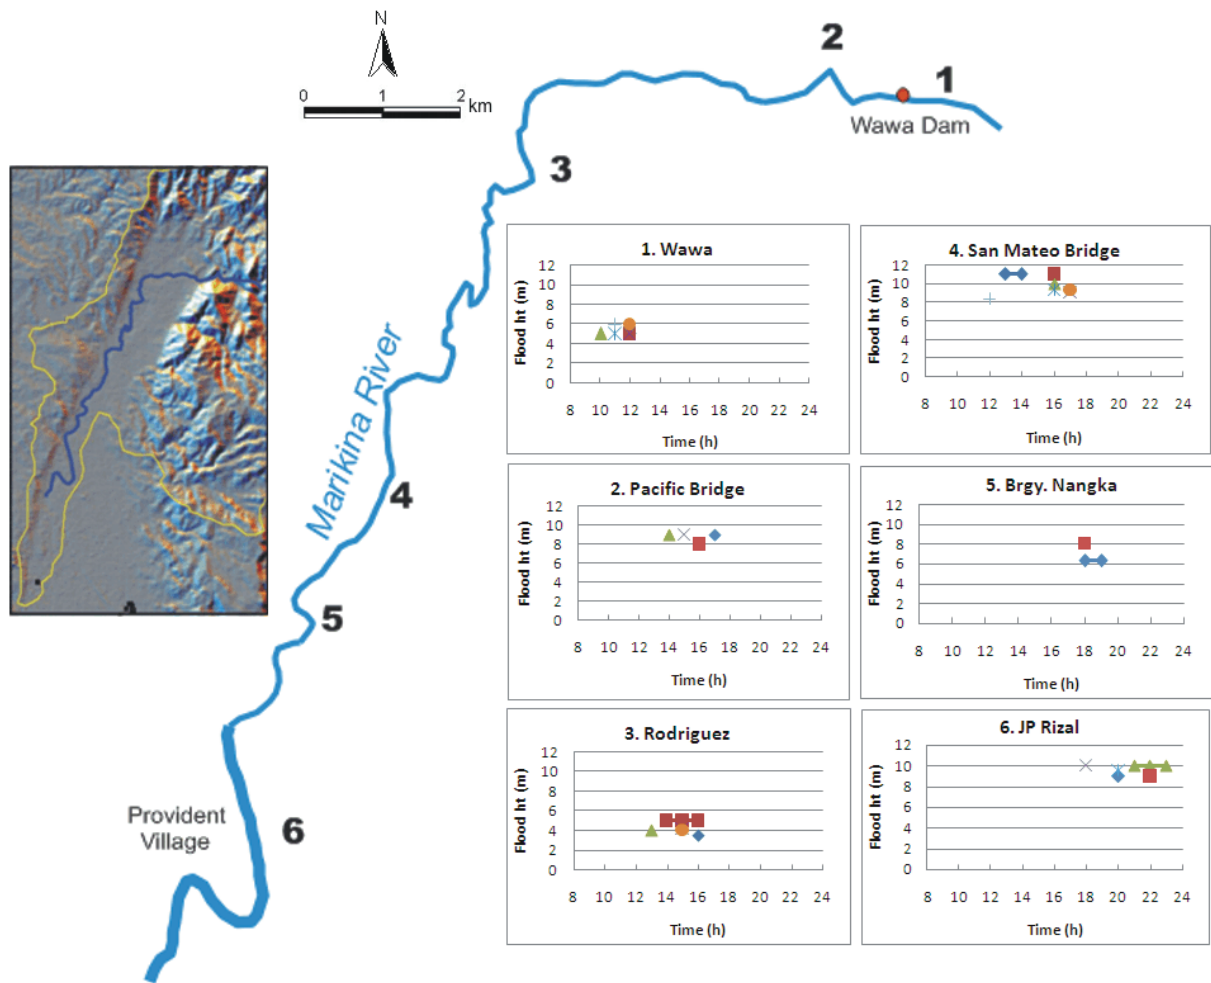 N
0 1 2
km
2
1
Wawa Dam
3
Marikina River
4
5
Provident
Village
6
1. Wawa
Flood ht (m)
12
10
8
6
4
2
0
8 10 12 14 16 18 20 22 24
Time (h)
4. San Mateo Bridge
Flood ht (m)
12
10
8
6
4
2
0
8 10 12 14 16 18 20 22 24
Time (h)
2. Pacific Bridge
Flood ht (m)
12
10
8
6
4
2
0
8 10 12 14 16 18 20 22 24
Time (h)
5. Brgy. Nangka
Flood ht (m)
12
10
8
6
4
2
0
8 10 12 14 16 18 20 22 24
Time (h)
3. Rodriguez
Flood ht (m)
12
10
8
6
4
2
0
8 10 12 14 16 18 20 22 24
Time (h)
6. JP Rizal
Flood ht (m)
12
10
8
6
4
2
0
8 10 12 14 16 18 20 22 24
Time (h)